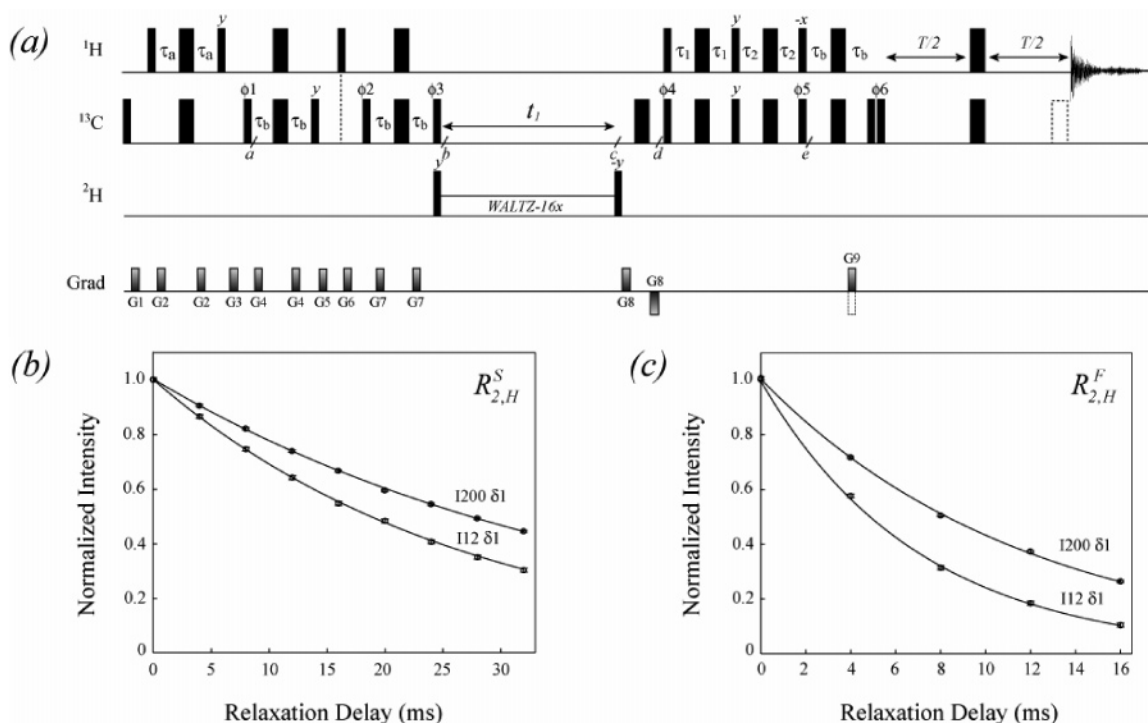 (a)
y y -x
¹H τa τa τ1 τ1 τ2 τ2 τb τb T/2 T/2
ϕ1 y ϕ2 ϕ3 ϕ4 y ϕ5 ϕ6
¹³C τb τb τb τb t₁
a b c d e
y -y
²H WALTZ-16x
G8 G9
Grad
G1 G2 G2 G3 G4 G4 G5 G6 G7 G7 G8
(b)
R^S_{2,H}
Normalized Intensity
1.0
0.8
0.6
0.4
0.2
0
I200 δ1
I12 δ1
0 5 10 15 20 25 30
Relaxation Delay (ms)
(c)
R^F_{2,H}
Normalized Intensity
1.0
0.8
0.6
0.4
0.2
0
I200 δ1
I12 δ1
0 2 4 6 8 10 12 14 16
Relaxation Delay (ms)